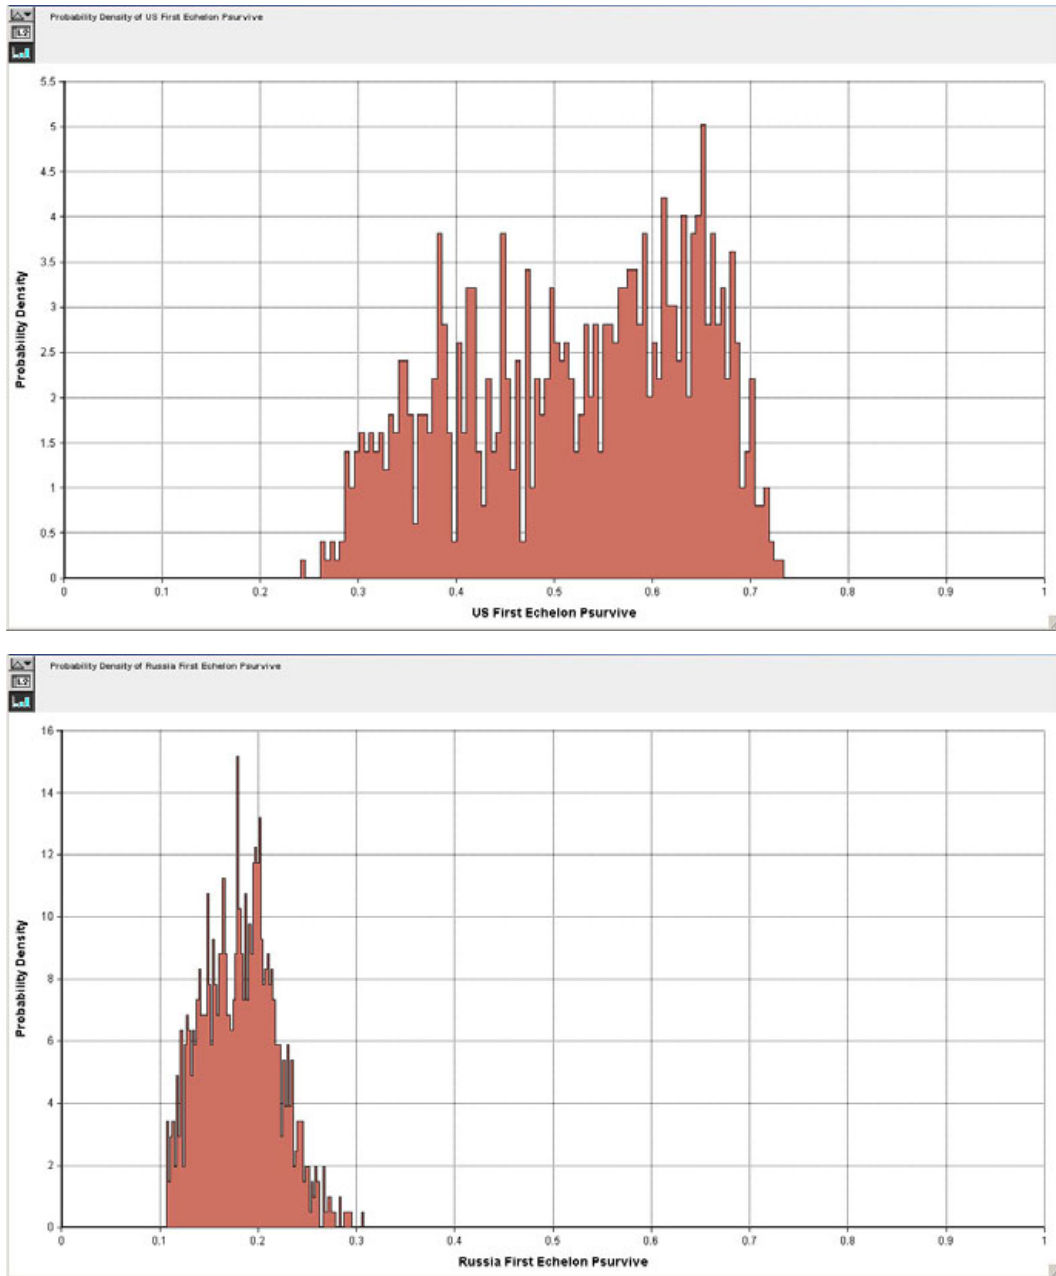 Probability Density of US First Echelon Psurvive
5.5
5
4.5
4
3.5
3
2.5
2
1.5
1
0.5
0
Probability Density
0 0.1 0.2 0.3 0.4 0.5 0.6 0.7 0.8 0.9 1
US First Echelon Psurvive
Probability Density of Russia First Echelon Psurvive
16
14
12
10
8
6
4
2
0
Probability Density
0 0.1 0.2 0.3 0.4 0.5 0.6 0.7 0.8 0.9 1
Russia First Echelon Psurvive